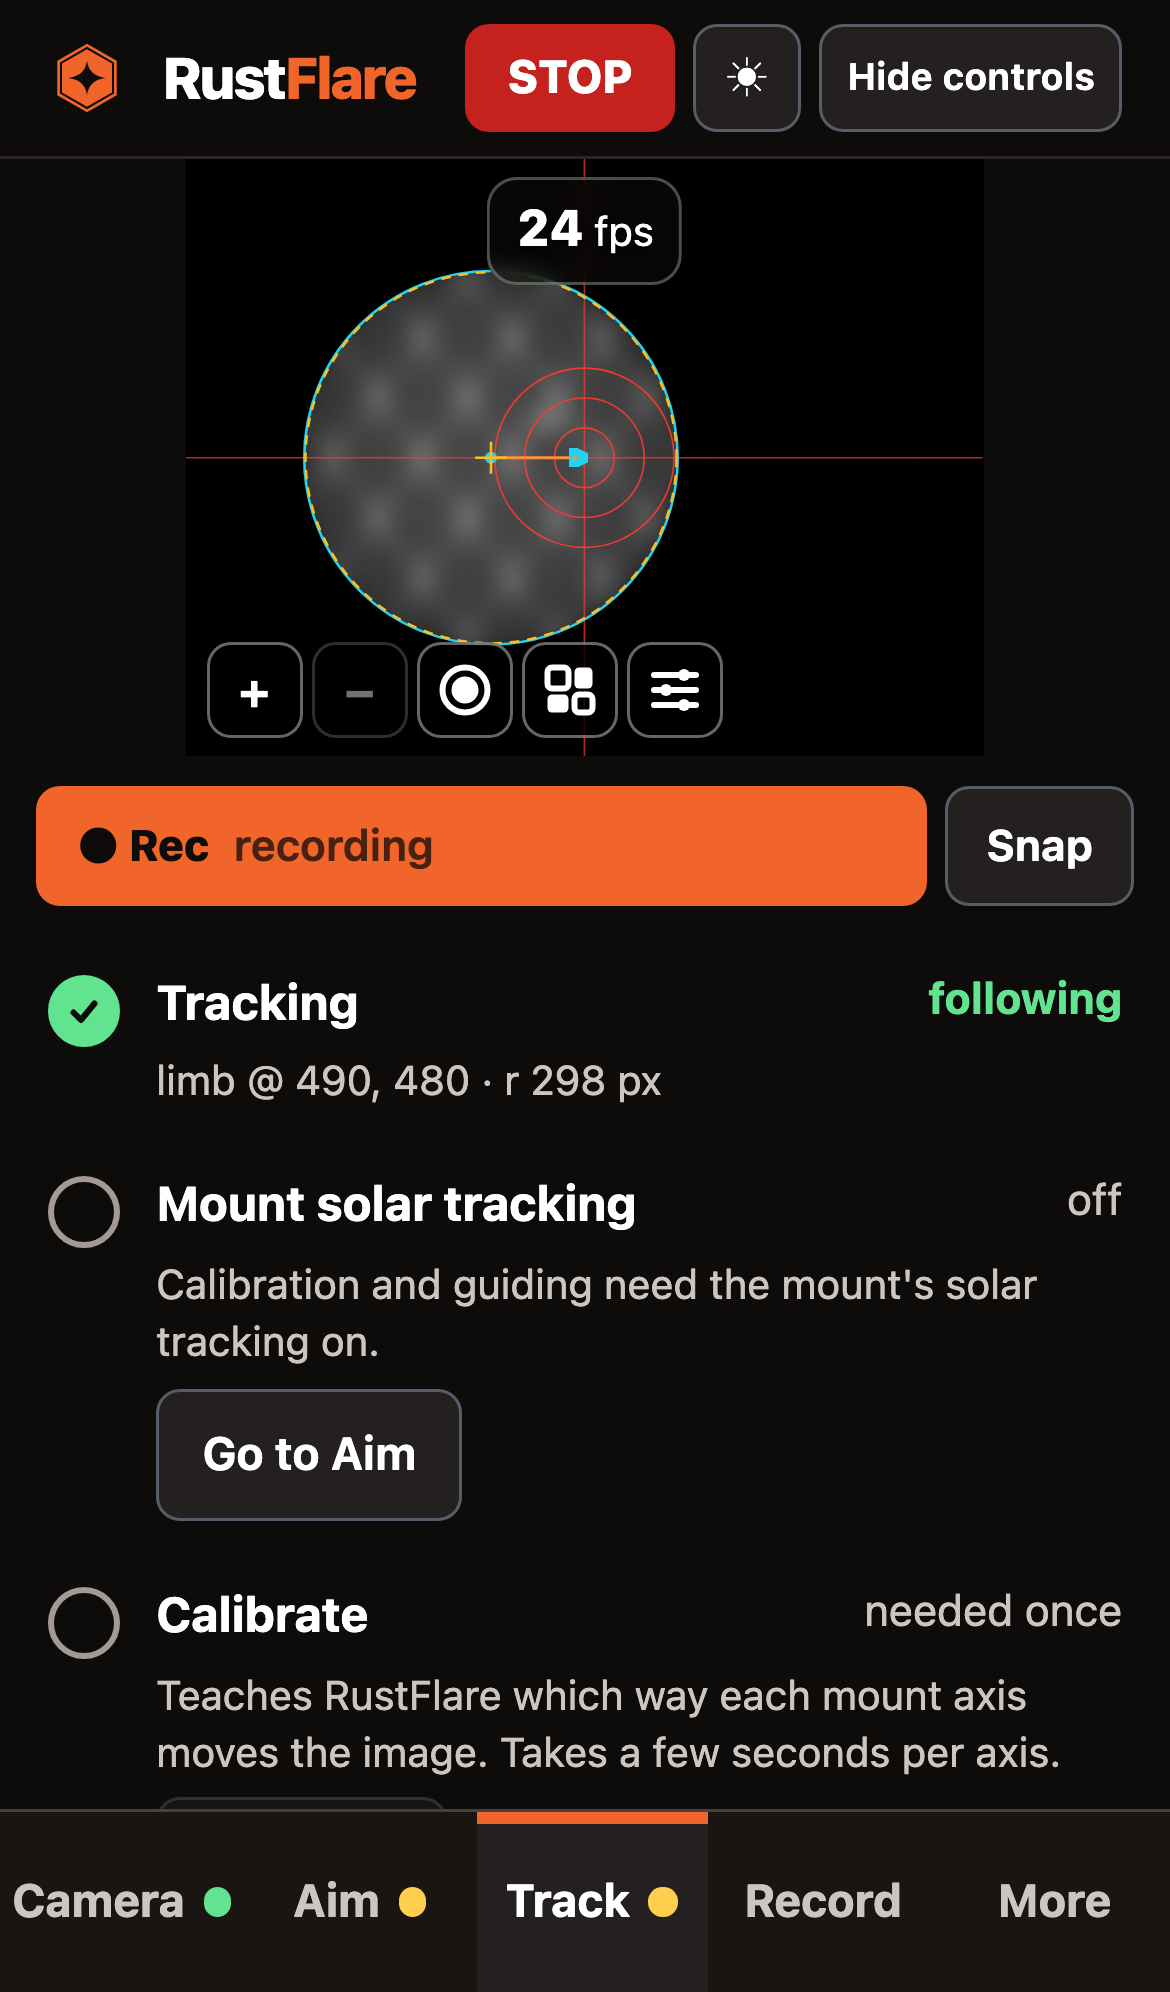 RustFlare
STOP
Hide controls
24 fps
+
−
Rec recording
Snap
Tracking
following
limb @ 490, 480 · r 298 px
Mount solar tracking
off
Calibration and guiding need the mount's solar
tracking on.
Go to Aim
Calibrate
needed once
Teaches RustFlare which way each mount axis
moves the image. Takes a few seconds per axis.
Camera
Aim
Track
Record
More